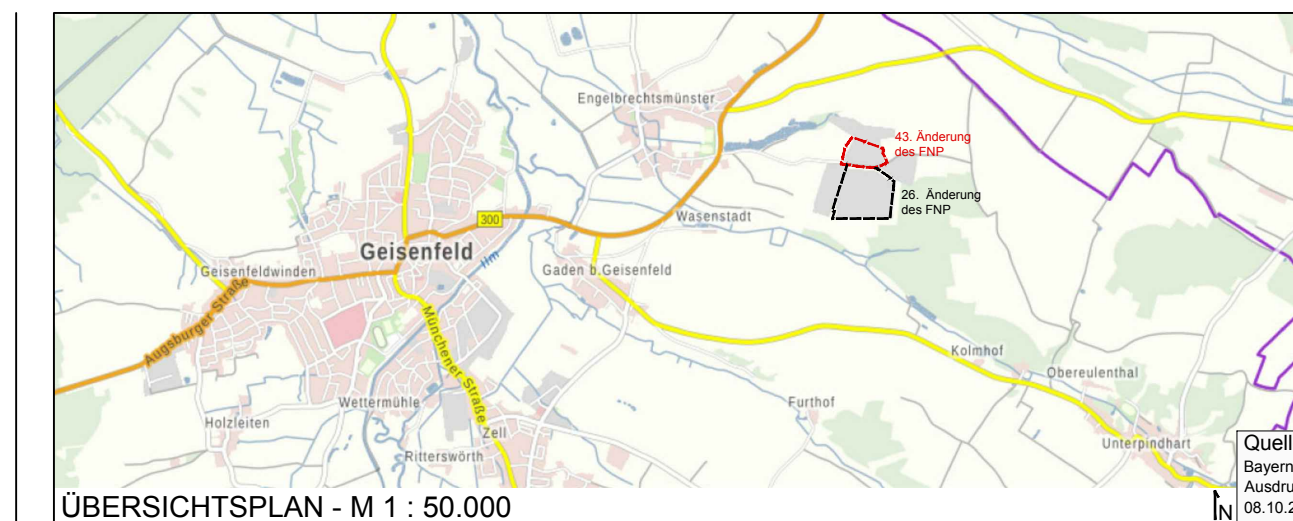 Engelbrechtsmünster
43. Änderung
des FNP
26. Änderung
des FNP
300
Wasenstadt
Geisenfeld
Ilm
Geisenfeldwinden
Gaden b.Geisenfeld
Augsburger Straße
Münchener Straße
Kolmhof
Obereulenthal
Wettermühle
Furthof
Holzleiten
Zell
Ritterswörth
Unterpindhart
Quell
Bayern
Ausdru
08.10.2
N
ÜBERSICHTSPLAN - M 1 : 50.000